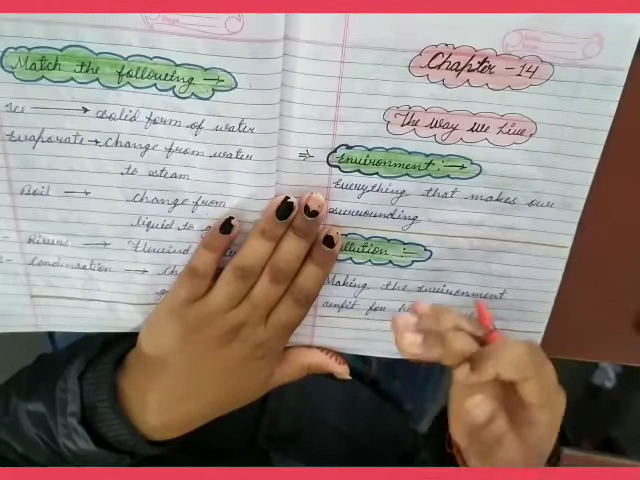 Match the following →
Ice → solid form of water
Evaporate → change from water
to steam
Boil → change from
liquid to
Rivers → Unwind
Condensation →
Chapter - 14
The Way we Live
⇒ Environment :→
Everything that makes our
surrounding
ollution :→
Making the Environment
unfit for